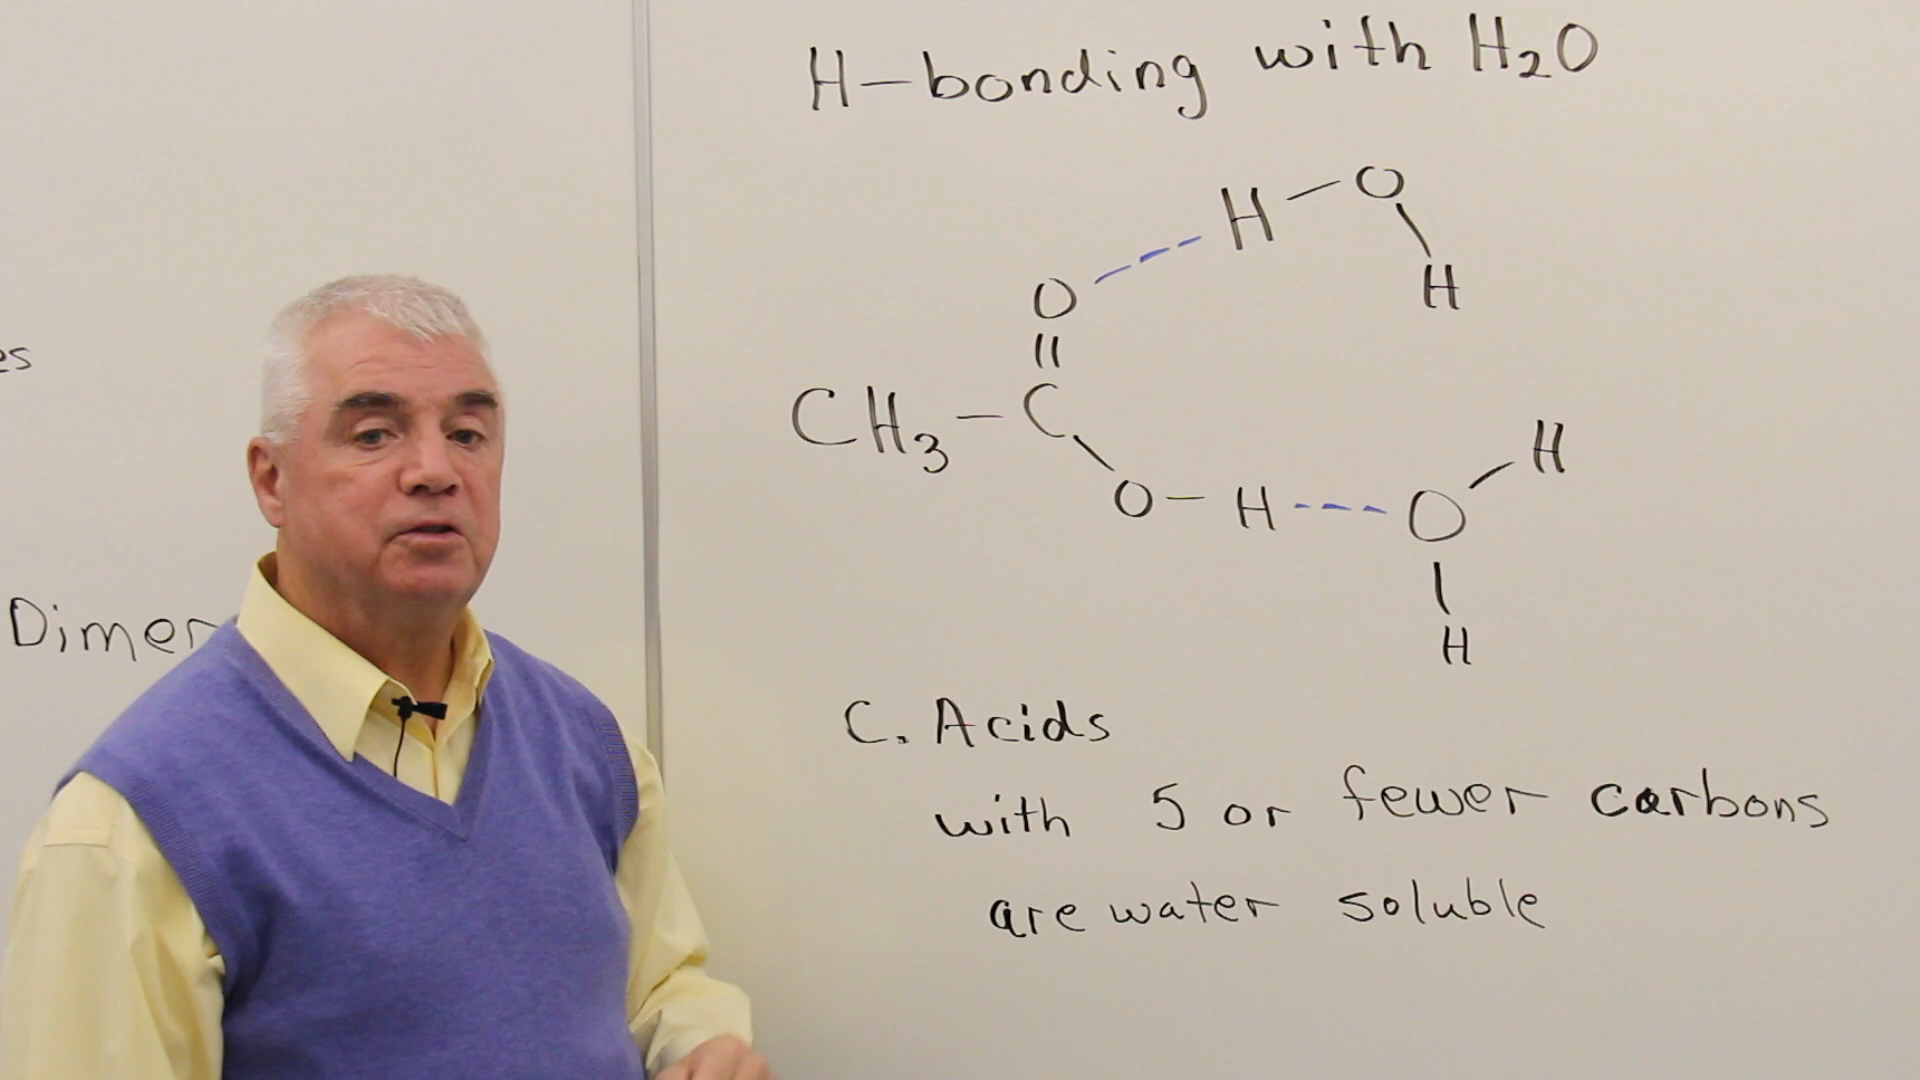 H-bonding with H2O
H - O
O --- H
||
CH3 - C
O - H --- O
H
H
es
Dimer
C. Acids
with 5 or fewer carbons
are water soluble